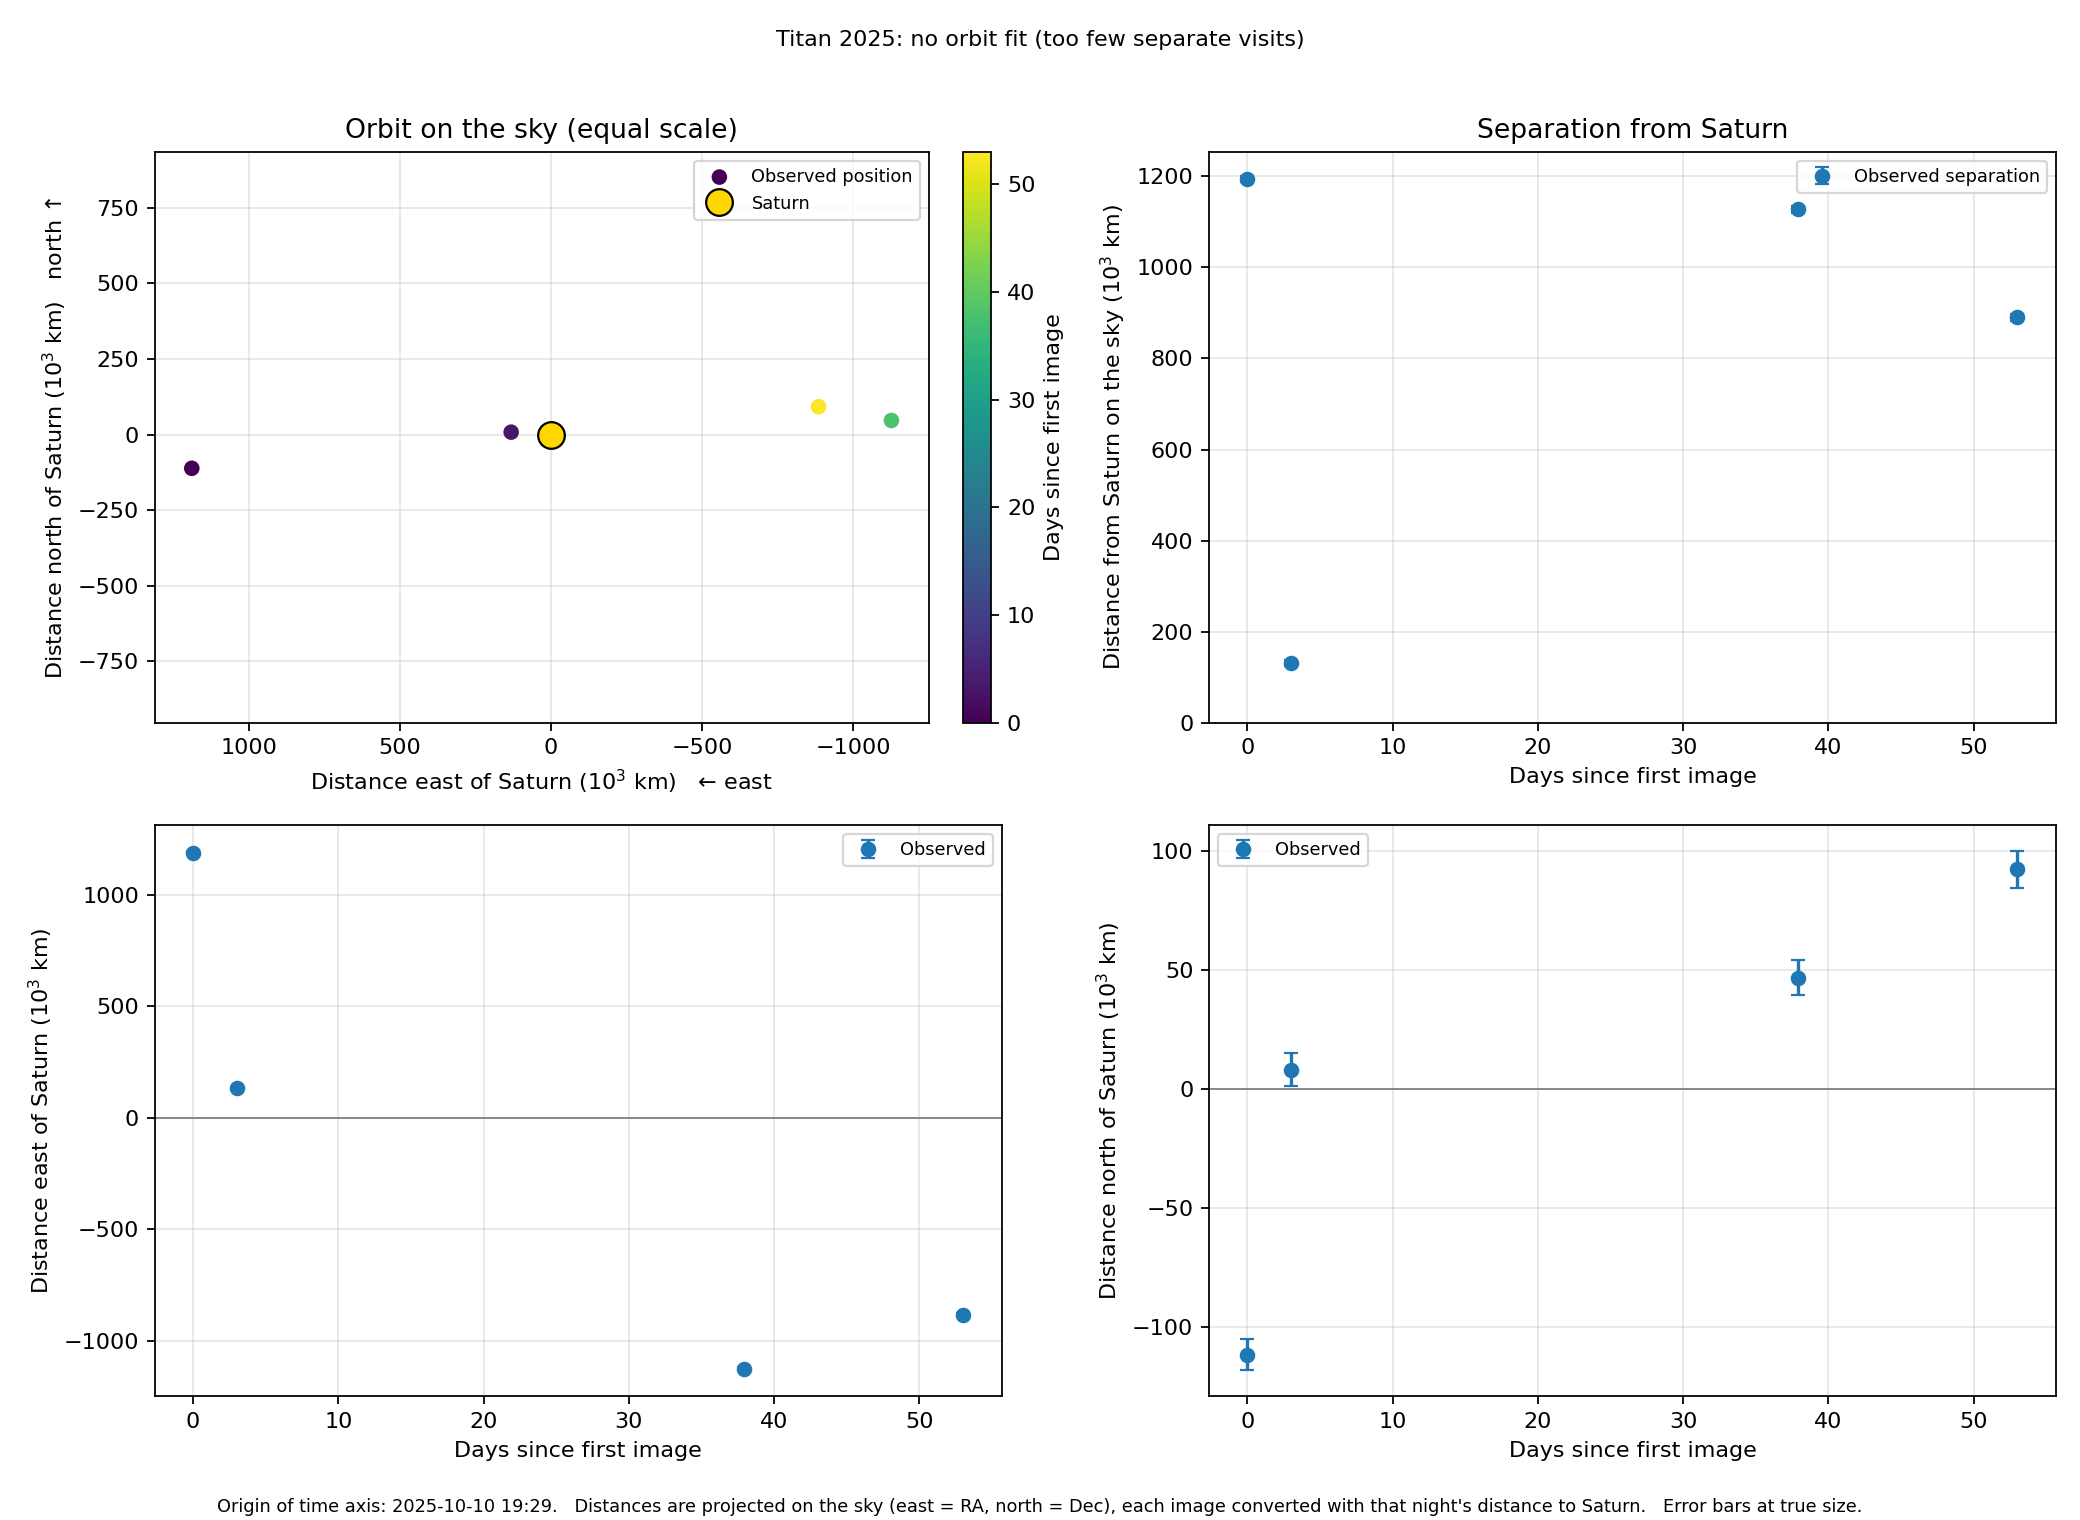 Titan 2025: no orbit fit (too few separate visits)
Orbit on the sky (equal scale)
Observed position
Saturn
750
500
250
0
−250
−500
−750
Distance north of Saturn (10³ km)   north ↑
1000
500
0
−500
−1000
Distance east of Saturn (10³ km)   ← east
50
40
30
20
10
0
Days since first image
Separation from Saturn
Observed separation
1200
1000
800
600
400
200
0
Distance from Saturn on the sky (10³ km)
0
10
20
30
40
50
Days since first image
Observed
1000
500
0
−500
−1000
Distance east of Saturn (10³ km)
0
10
20
30
40
50
Days since first image
Observed
100
50
0
−50
−100
Distance north of Saturn (10³ km)
0
10
20
30
40
50
Days since first image
Origin of time axis: 2025-10-10 19:29.   Distances are projected on the sky (east = RA, north = Dec), each image converted with that night's distance to Saturn.   Error bars at true size.